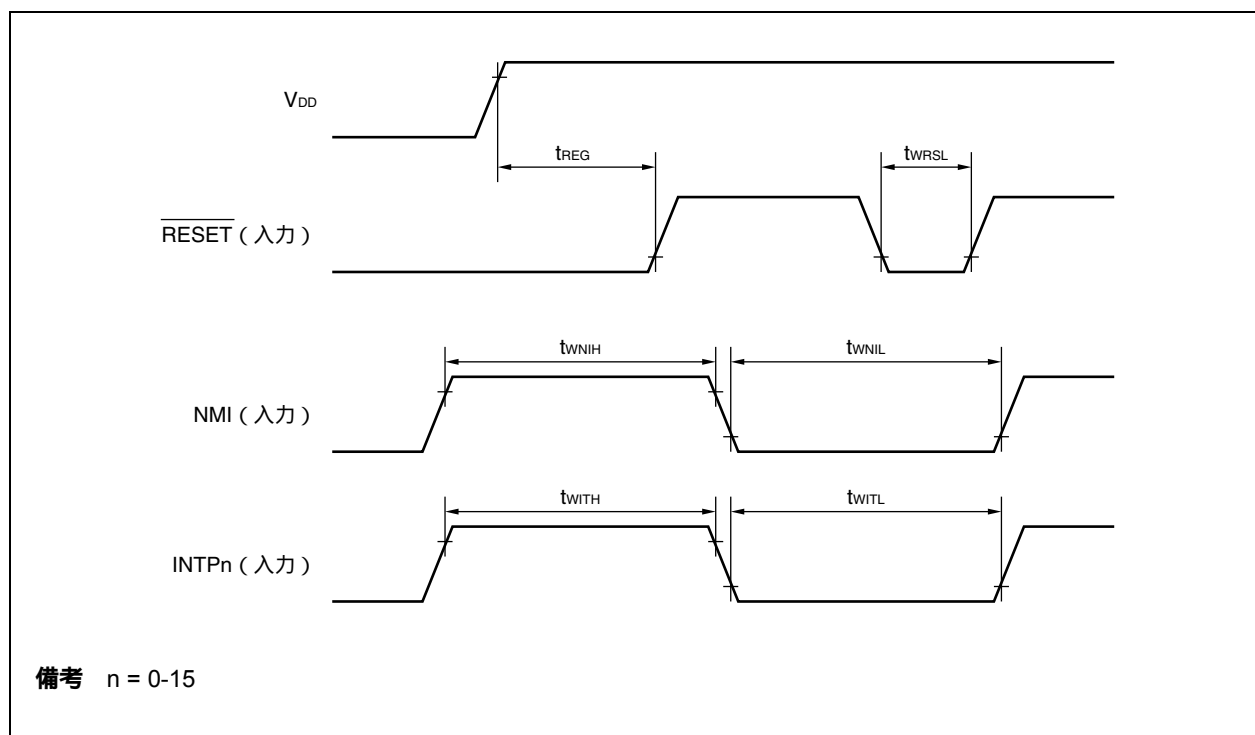 VDD
tREG
tWRSL
RESET（入力）
tWNIH
tWNIL
NMI（入力）
tWITH
tWITL
INTPn（入力）
備考 n = 0-15